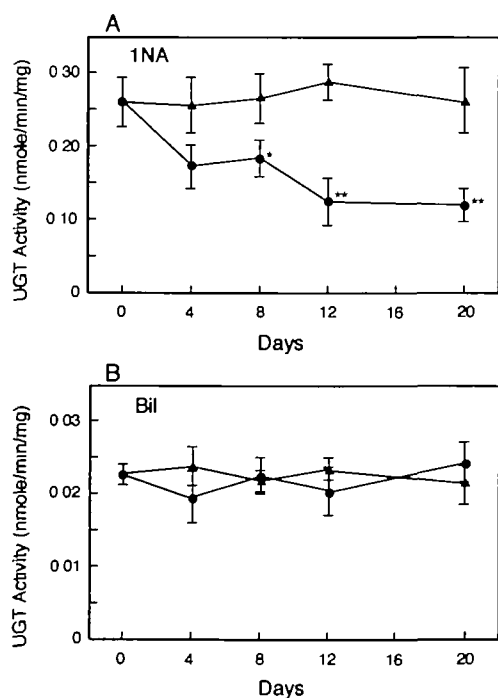 A
1NA
0 30
0 20
0 10
0
UGT Activity (nmole/min/mg)
*
**
**
0 4 8 12 16 20
Days
B
Bil
0 03
0 02
0 01
0
UGT Activity (nmole/min/mg)
0 4 8 12 16 20
Days